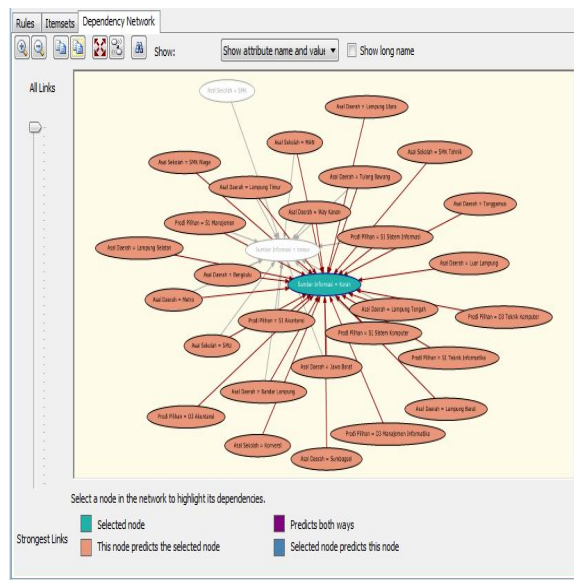 Rules Itemsets Dependency Network
Show: Show attribute name and value Show long name
All Links
Asal Sekolah = SMK
Asal Daerah = Lampung Utara
Asal Sekolah = MAN
Asal Sekolah = SMK Teknik
Asal Sekolah = SMK Niaga
Asal Daerah = Tulang Bawang
Asal Daerah = Lampung Timur
Asal Daerah = Tanggamus
Asal Daerah = Way Kanan
Prodi Pilihan = S1 Manajemen
Prodi Pilihan = S1 Sistem Informasi
Asal Daerah = Lampung Selatan
Sumber Informasi =
Asal Daerah = Luar Lampung
Asal Daerah = Bengkulu
Sumber Informasi = Koran
Asal Daerah = Metro
Asal Daerah = Lampung Tengah
Prodi Pilihan = D3 Teknik Komputer
Prodi Pilihan = S1 Akuntansi
Prodi Pilihan = S1 Sistem Komputer
Asal Sekolah = SMU
Prodi Pilihan = S1 Teknik Informatika
Asal Daerah = Jawa Barat
Asal Daerah = Bandar Lampung
Asal Daerah = Lampung Barat
Prodi Pilihan = D3 Akuntansi
Prodi Pilihan = D3 Manajemen Informatika
Asal Sekolah = Konversi
Asal Daerah = Sumbagsel
Select a node in the network to highlight its dependencies.
Selected node Predicts both ways
Strongest Links This node predicts the selected node Selected node predicts this node